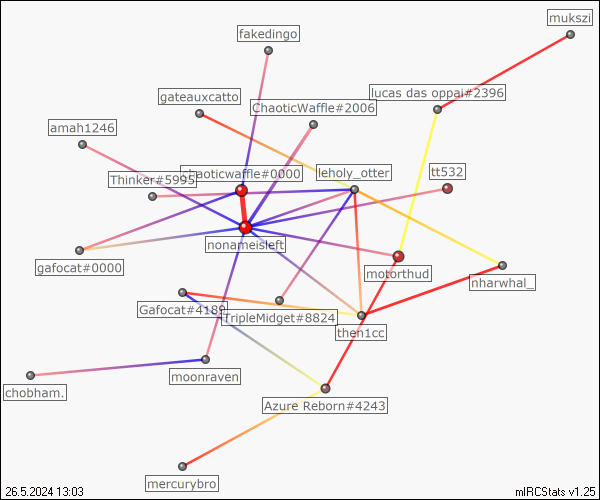 mukszi
fakedingo
lucas das oppai#2396
gateauxcatto
ChaoticWaffle#2006
amah1246
chaoticwaffle#0000
leholy_otter
tt532
Thinker#5995
nonameisleft
gafocat#0000
motorthud
nharwhal_
Gafocat#4189
TripleMidget#8824
then1cc
moonraven
chobham.
Azure Reborn#4243
mercurybro
26.5.2024 13:03
mIRCStats v1.25